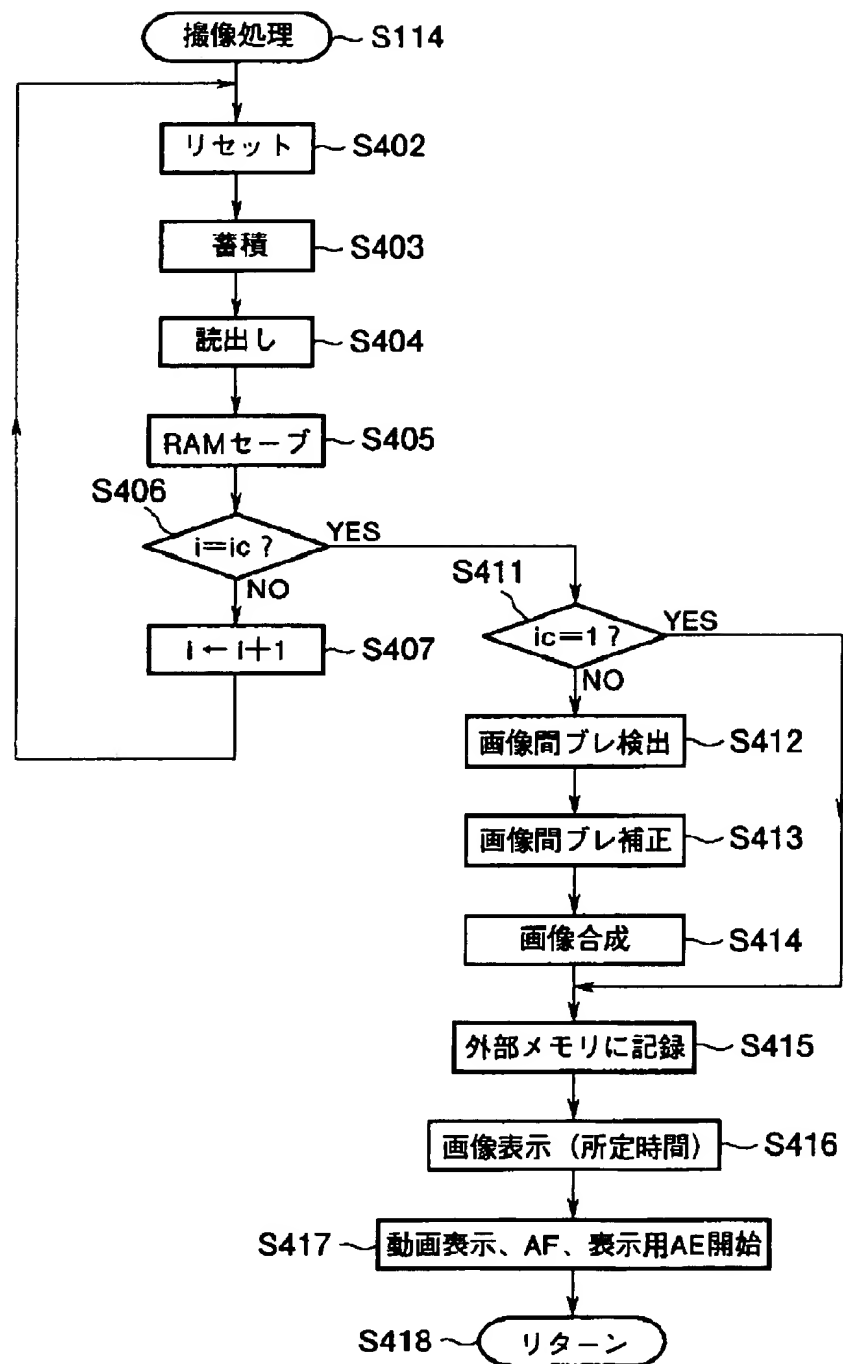 撮像処理 S114
リセット S402
蓄積 S403
読出し S404
RAMセーブ S405
S406
i=ic?
YES
NO
i←i+1 S407
S411
ic=1?
YES
NO
画像間ブレ検出 S412
画像間ブレ補正 S413
画像合成 S414
外部メモリに記録 S415
画像表示（所定時間） S416
S417 動画表示、AF、表示用AE開始
S418 リターン